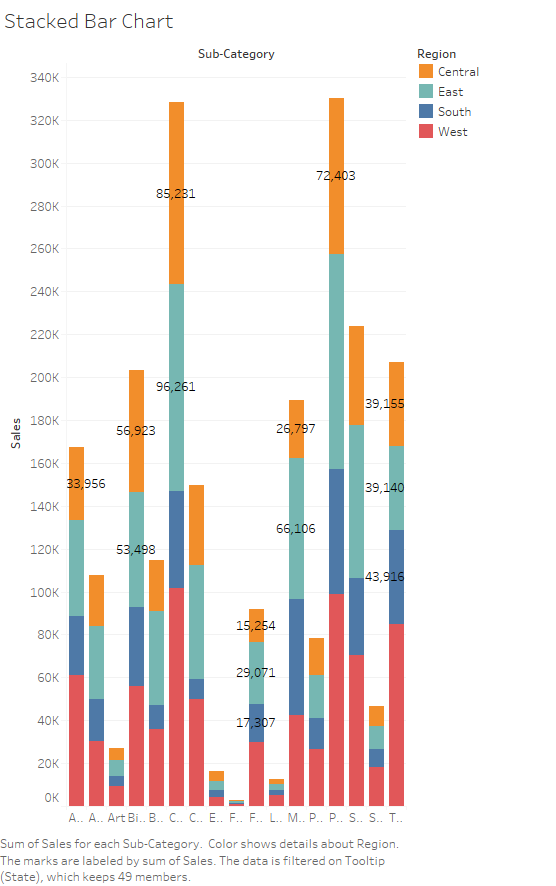 Stacked Bar Chart
Sub-Category
Region
Central
East
South
West
Sales
340K
320K
300K
280K
260K
240K
220K
200K
180K
160K
140K
120K
100K
80K
60K
40K
20K
0K
85,231
72,403
96,261
39,155
56,923
26,797
33,956
39,140
66,106
53,498
43,916
15,254
29,071
17,307
A.. A.. Art Bi.. B.. C.. C.. E.. F.. F.. L.. M.. P.. P.. S.. S.. T..
Sum of Sales for each Sub-Category. Color shows details about Region.
The marks are labeled by sum of Sales. The data is filtered on Tooltip
(State), which keeps 49 members.